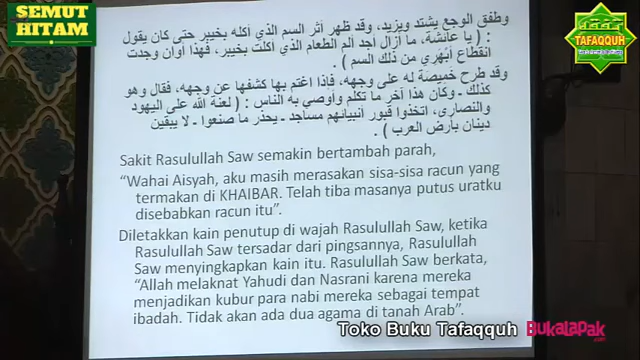 SEMUT
HITAM
TAFAQQUH
وطفق الوجع يشتد ويزيد، وقد ظهر أثر السم الذي أكله بخيبر حتى كان يقول
: ( يا عائشة، ما أزال أجد ألم الطعام الذي أكلت بخيبر، فهذا أوان وجدت
انقطاع أبْهَرِي من ذلك السم ) .
وقد طرح خَمِيصَة له على وجهه، فإذا اغتم بها كشفها عن وجهه، فقال وهو
كذلك ـ وكان هذا آخر ما تكلم وأوصي به الناس : ( لعنة الله على اليهود
والنصارى، اتخذوا قبور أنبيائهم مساجد ـ يحذر ما صنعوا ـ لا يبقين
دينان بأرض العرب ) .
Sakit Rasulullah Saw semakin bertambah parah,
“Wahai Aisyah, aku masih merasakan sisa-sisa racun yang
termakan di KHAIBAR. Telah tiba masanya putus uratku
disebabkan racun itu”.
Diletakkan kain penutup di wajah Rasulullah Saw, ketika
Rasulullah Saw tersadar dari pingsannya, Rasulullah
Saw menyingkapkan kain itu. Rasulullah Saw berkata,
“Allah melaknat Yahudi dan Nasrani karena mereka
menjadikan kubur para nabi mereka sebagai tempat
ibadah. Tidak akan ada dua agama di tanah Arab”.
Toko Buku Tafaqquh
BukaLapak
.com